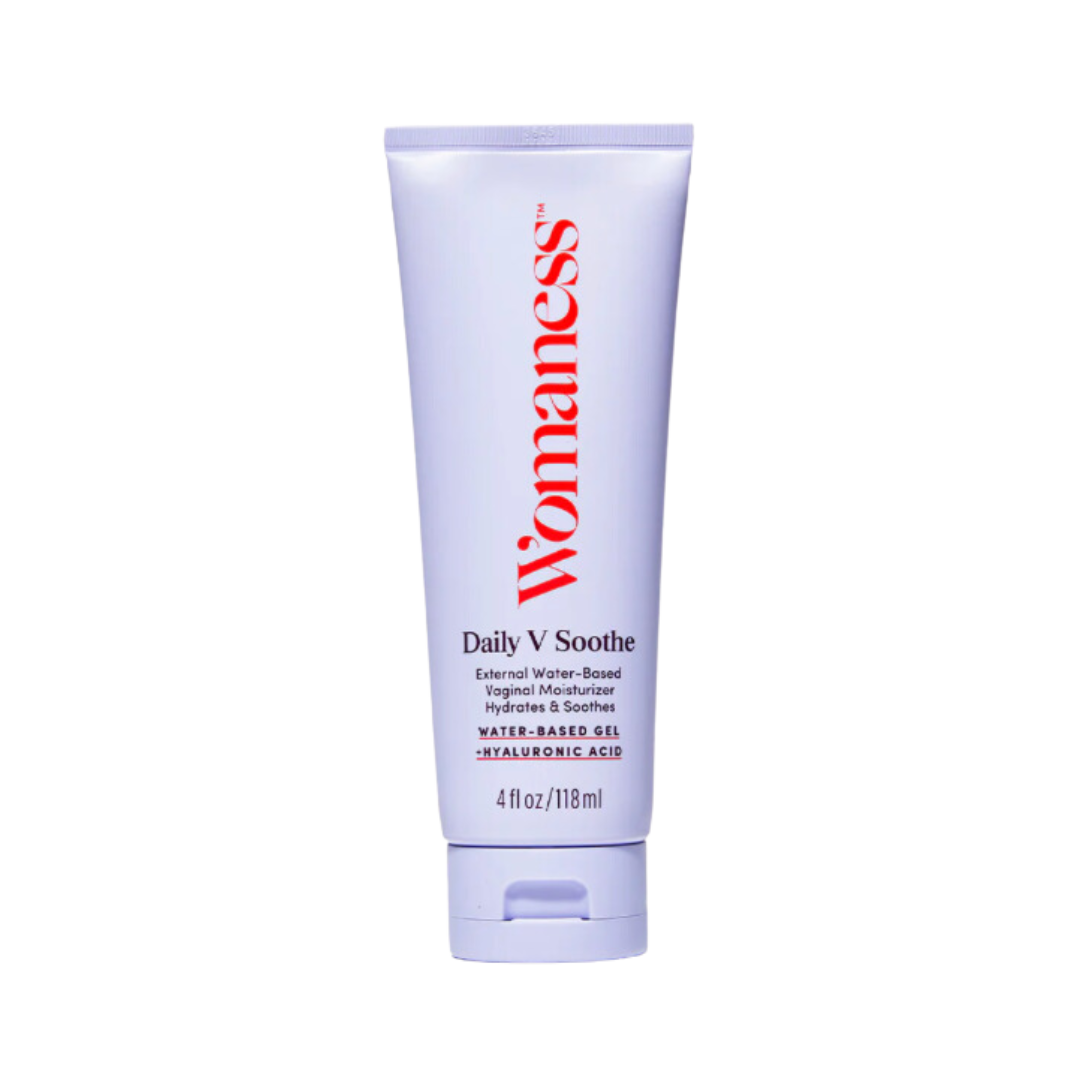 Womaness™
Daily V Soothe
External Water-Based
Vaginal Moisturizer
Hydrates & Soothes
WATER-BASED GEL
+HYALURONIC ACID
4 fl oz/118 ml